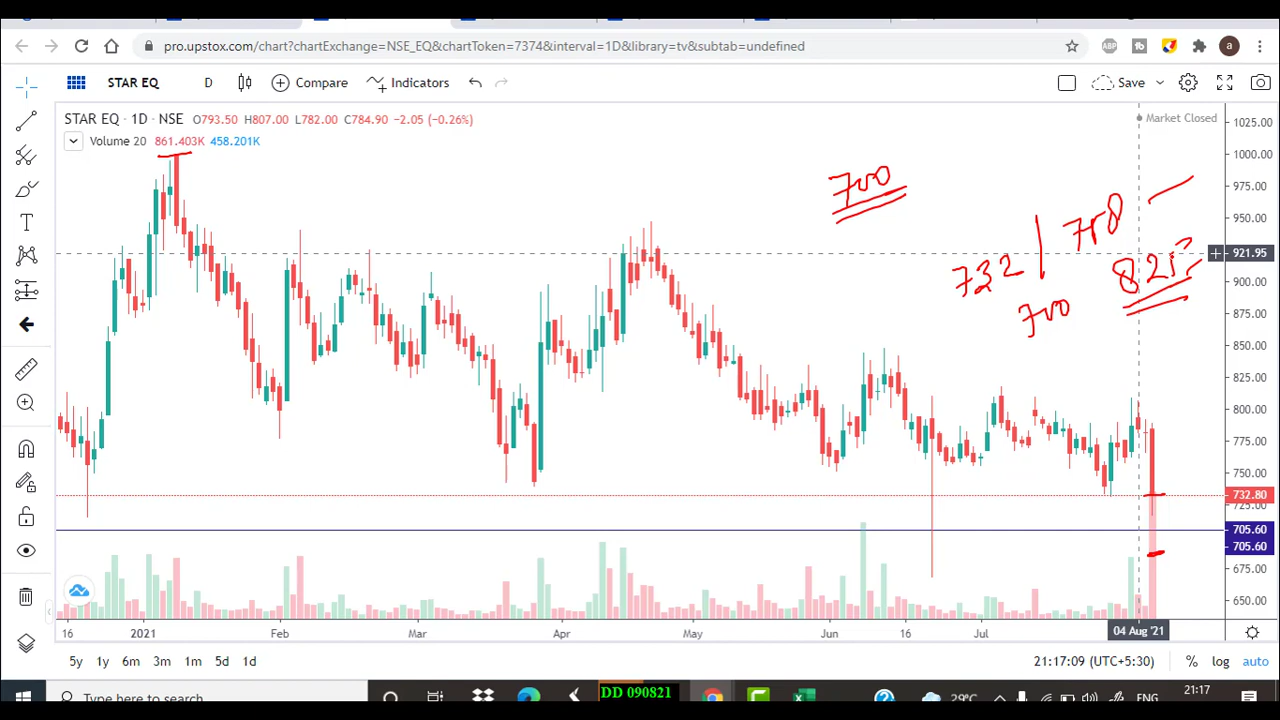 pro.upstox.com/chart?chartExchange=NSE_EQ&chartToken=7374&interval=1D&library=tv&subtab=undefined
ABP
a
STAR EQ D Compare Indicators Save
STAR EQ · 1D · NSE O793.50 H807.00 L782.00 C784.90 −2.05 (−0.26%)
Market Closed
Volume 20 861.403K 458.201K
1025.00
1000.00
975.00
950.00
921.95
900.00
875.00
850.00
825.00
800.00
775.00
750.00
732.80
725.00
705.60
705.60
675.00
650.00
700
732
700
16 2021 Feb Mar Apr May Jun 16 Jul 04 Aug '21
5y 1y 6m 3m 1m 5d 1d 21:17:09 (UTC+5:30) % log auto
Type here to search
DD 090821
29°C
ENG
21:17